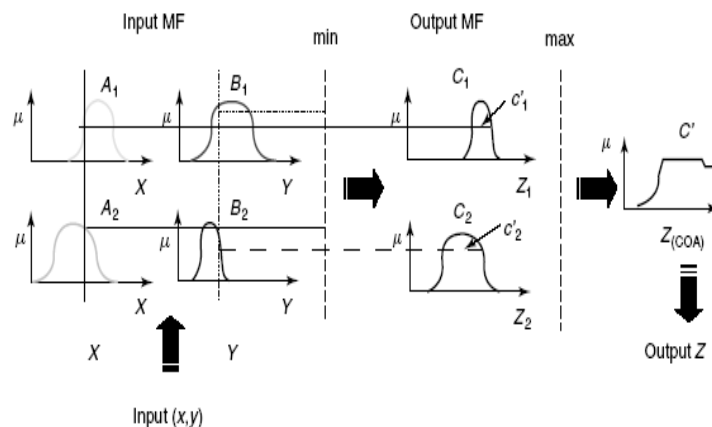 Input MF
min
Output MF
max
A1
B1
C1
c'1
μ
μ
μ
X
Y
Z1
μ
C'
Z(COA)
A2
B2
C2
c'2
μ
μ
μ
X
Y
Z2
X
Y
Output Z
Input (x,y)